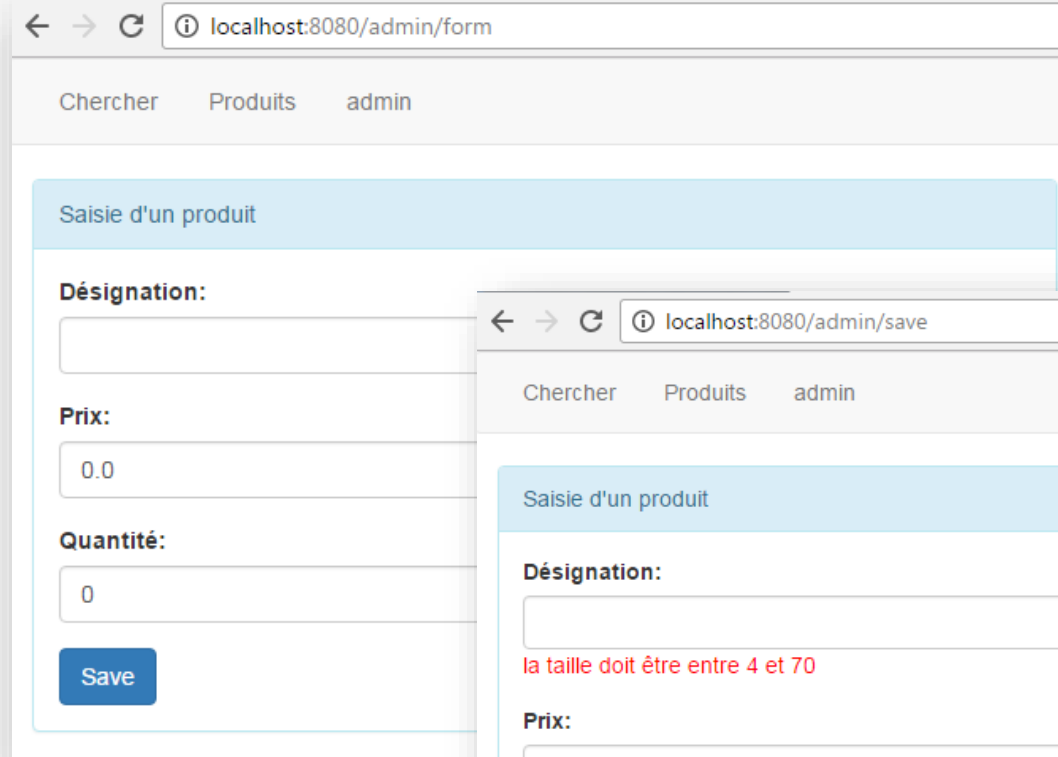 localhost:8080/admin/form
Chercher Produits admin
Saisie d'un produit
Désignation:
Prix:
0.0
Quantité:
0
Save
localhost:8080/admin/save
Chercher Produits admin
Saisie d'un produit
Désignation:
la taille doit être entre 4 et 70
Prix: